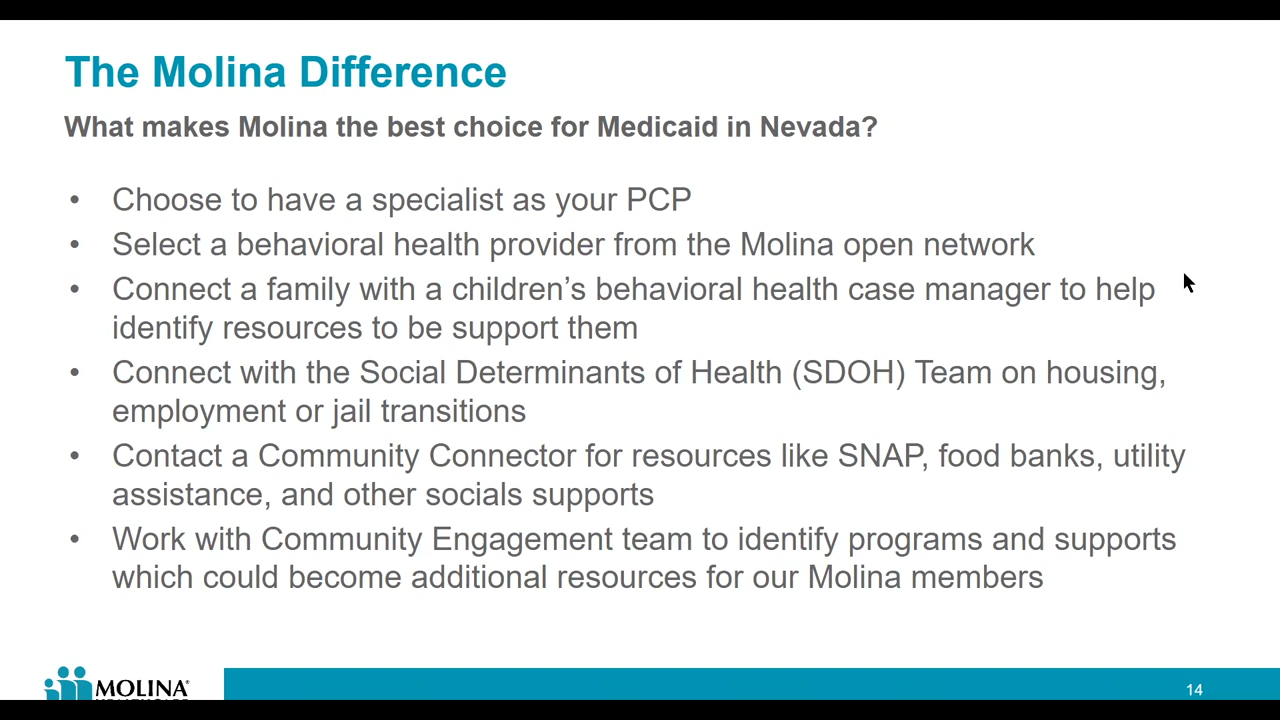 The Molina Difference
What makes Molina the best choice for Medicaid in Nevada?
• Choose to have a specialist as your PCP
• Select a behavioral health provider from the Molina open network
• Connect a family with a children’s behavioral health case manager to help
identify resources to be support them
• Connect with the Social Determinants of Health (SDOH) Team on housing,
employment or jail transitions
• Contact a Community Connector for resources like SNAP, food banks, utility
assistance, and other socials supports
• Work with Community Engagement team to identify programs and supports
which could become additional resources for our Molina members
MOLINA®
14